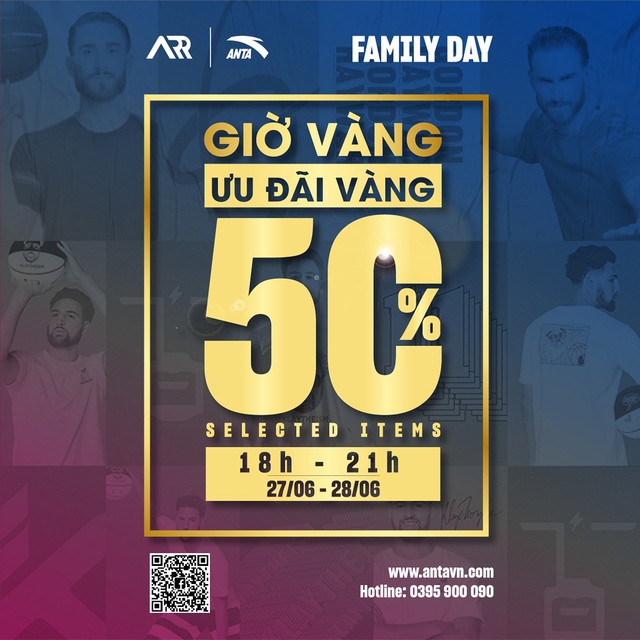 ARR ANTA FAMILY DAY
GIỜ VÀNG
ƯU ĐÃI VÀNG
50%
SELECTED ITEMS
18h - 21h
27/06 - 28/06
www.antavn.com
Hotline: 0395 900 090